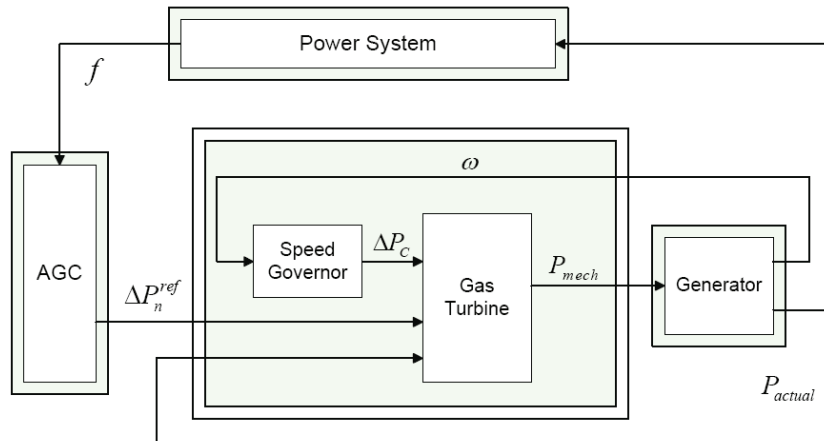 Power System
f
ω
AGC
Speed
Governor
ΔP_C
Gas
Turbine
P_mech
Generator
ΔP_n^ref
P_actual